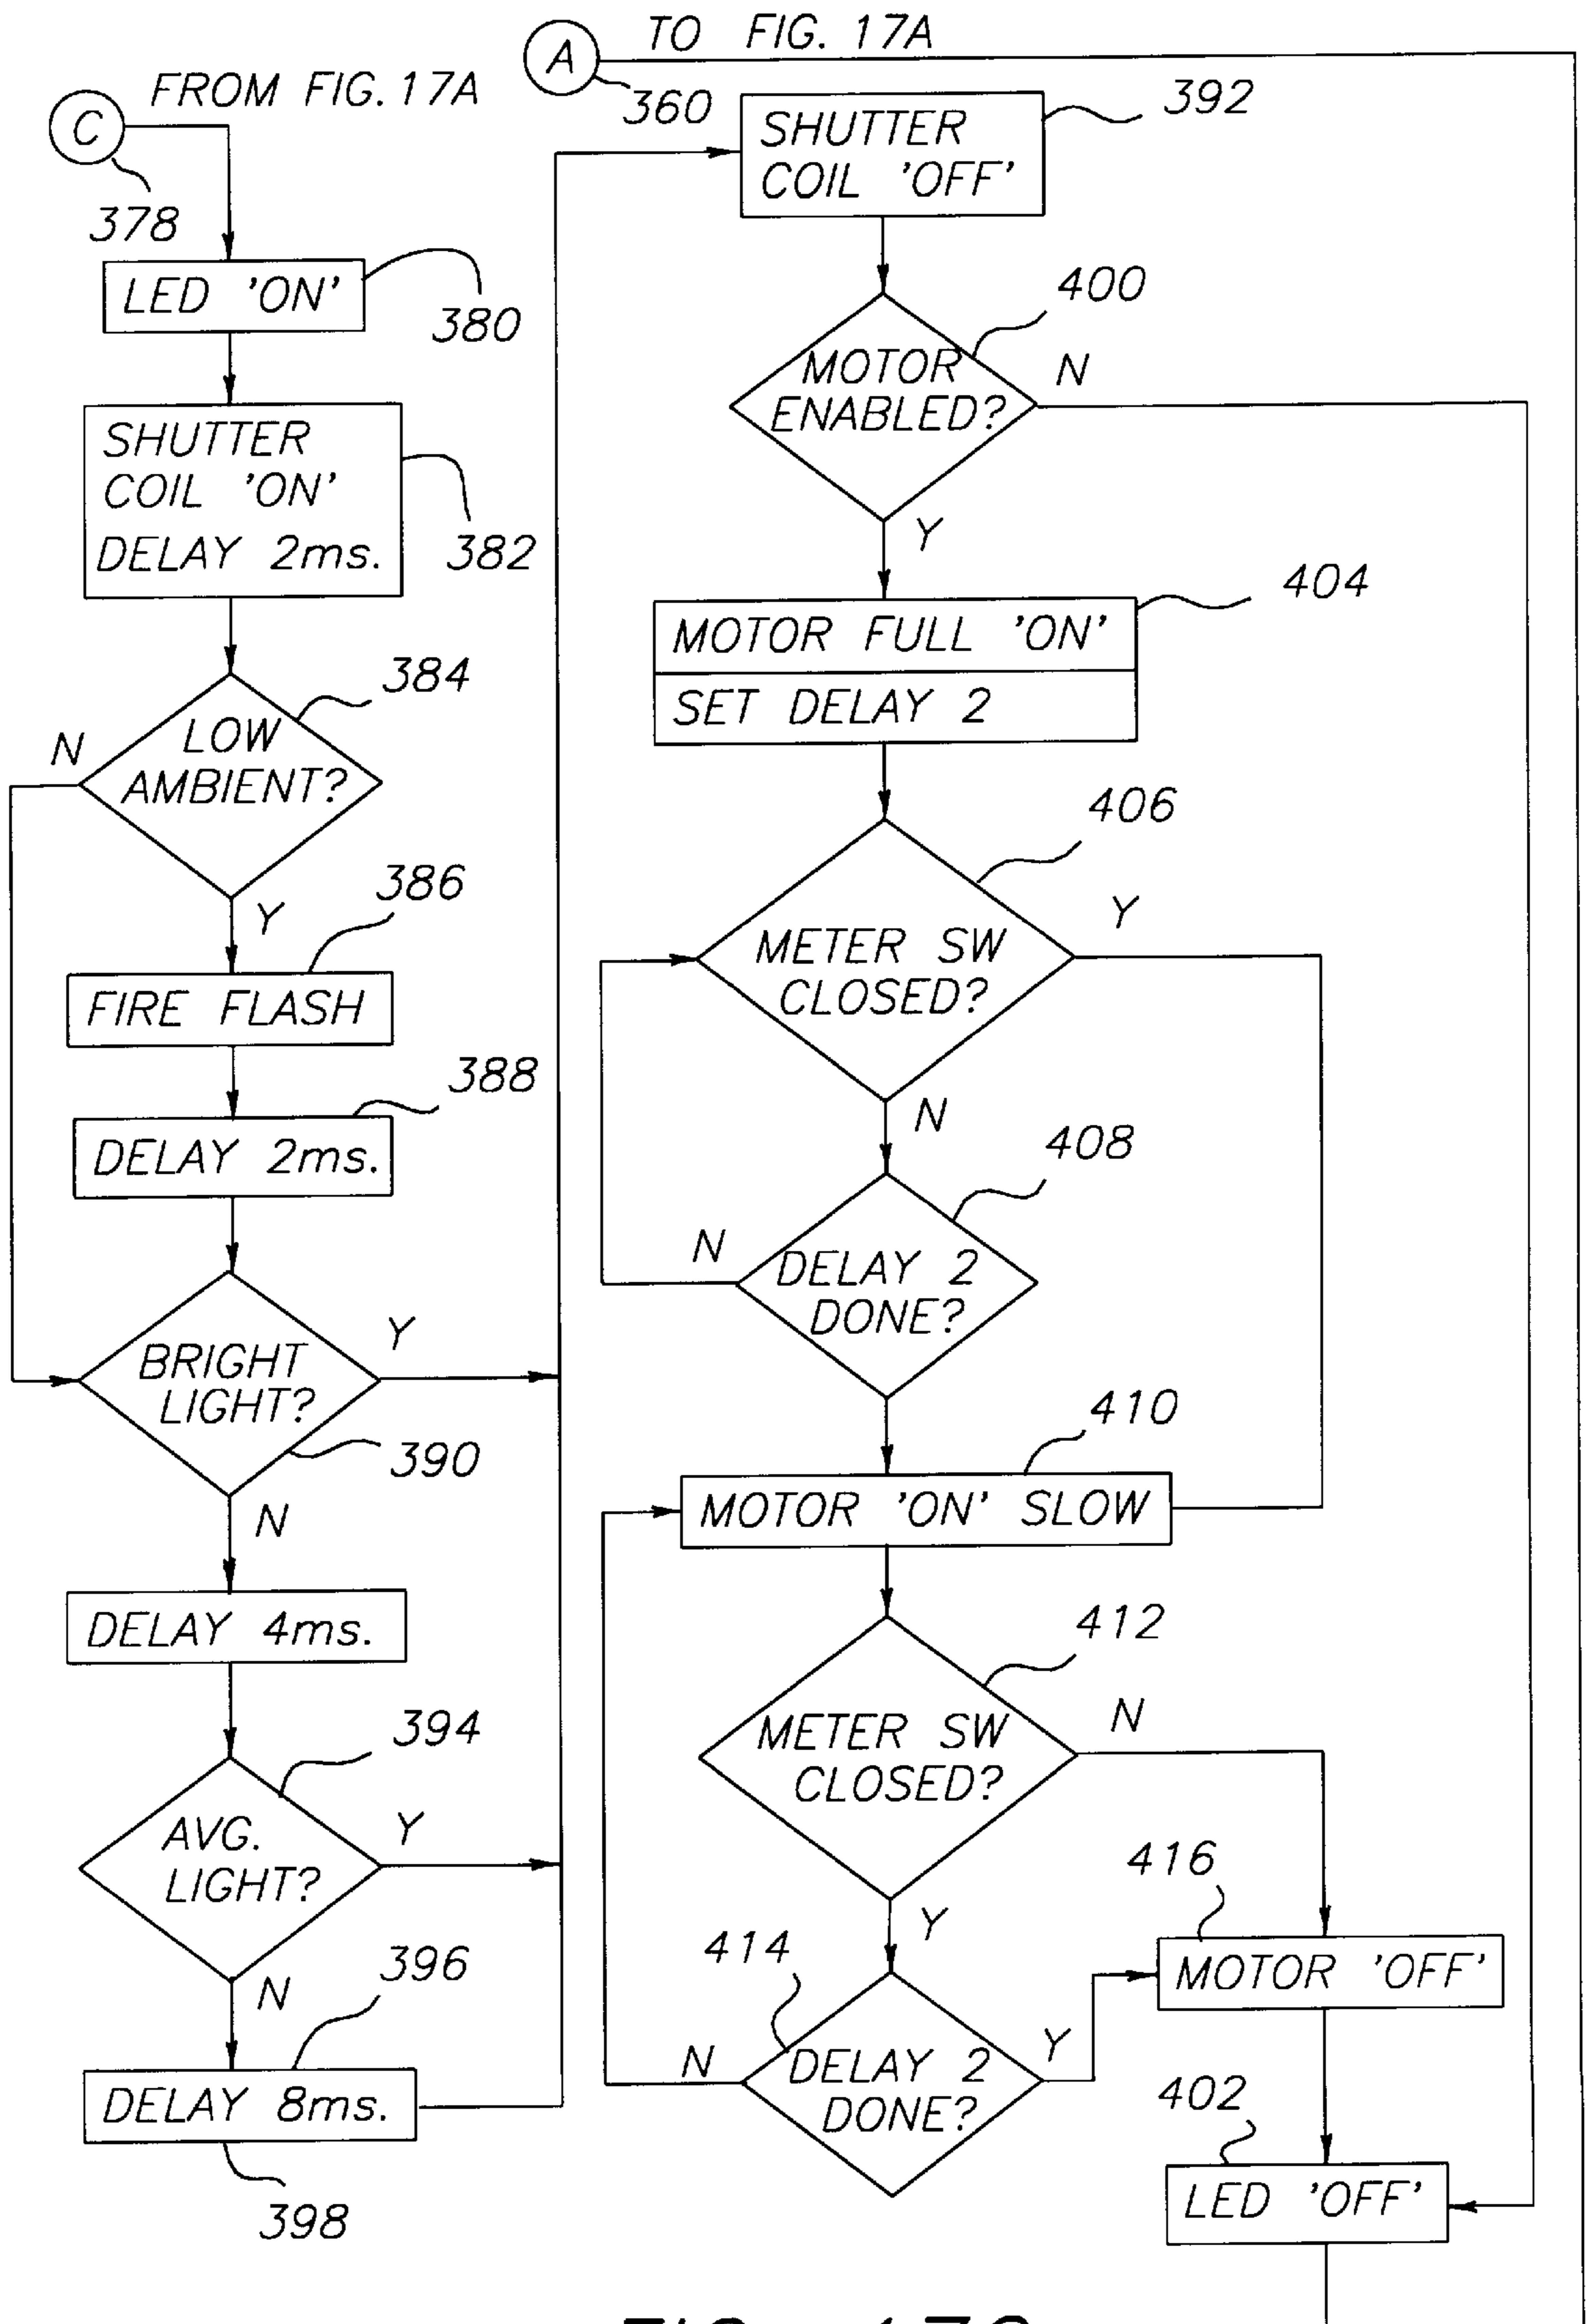 FROM FIG. 17A
C
378
LED 'ON'
380
SHUTTER
COIL 'ON'
DELAY 2ms.
382
384
LOW
AMBIENT?
N
Y
386
FIRE FLASH
388
DELAY 2ms.
BRIGHT
LIGHT?
Y
390
N
DELAY 4ms.
394
AVG.
LIGHT?
Y
N
396
DELAY 8ms.
398
A
TO FIG. 17A
360
SHUTTER
COIL 'OFF'
392
400
MOTOR
ENABLED?
N
Y
404
MOTOR FULL 'ON'
SET DELAY 2
406
METER SW
CLOSED?
Y
N
408
DELAY 2
DONE?
N
410
MOTOR 'ON' SLOW
412
METER SW
CLOSED?
N
Y
414
DELAY 2
DONE?
N
Y
416
MOTOR 'OFF'
402
LED 'OFF'